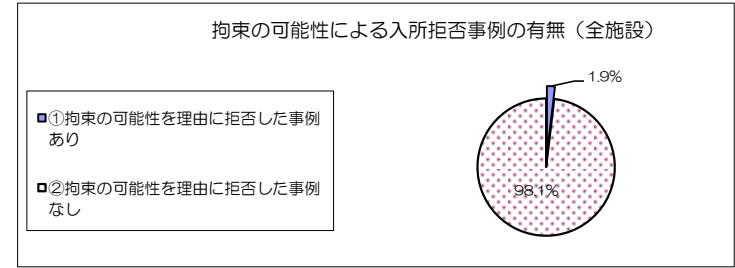 拘束の可能性による入所拒否事例の有無（全施設）
1.9%
①拘束の可能性を理由に拒否した事例
あり
②拘束の可能性を理由に拒否した事例
なし
98.1%